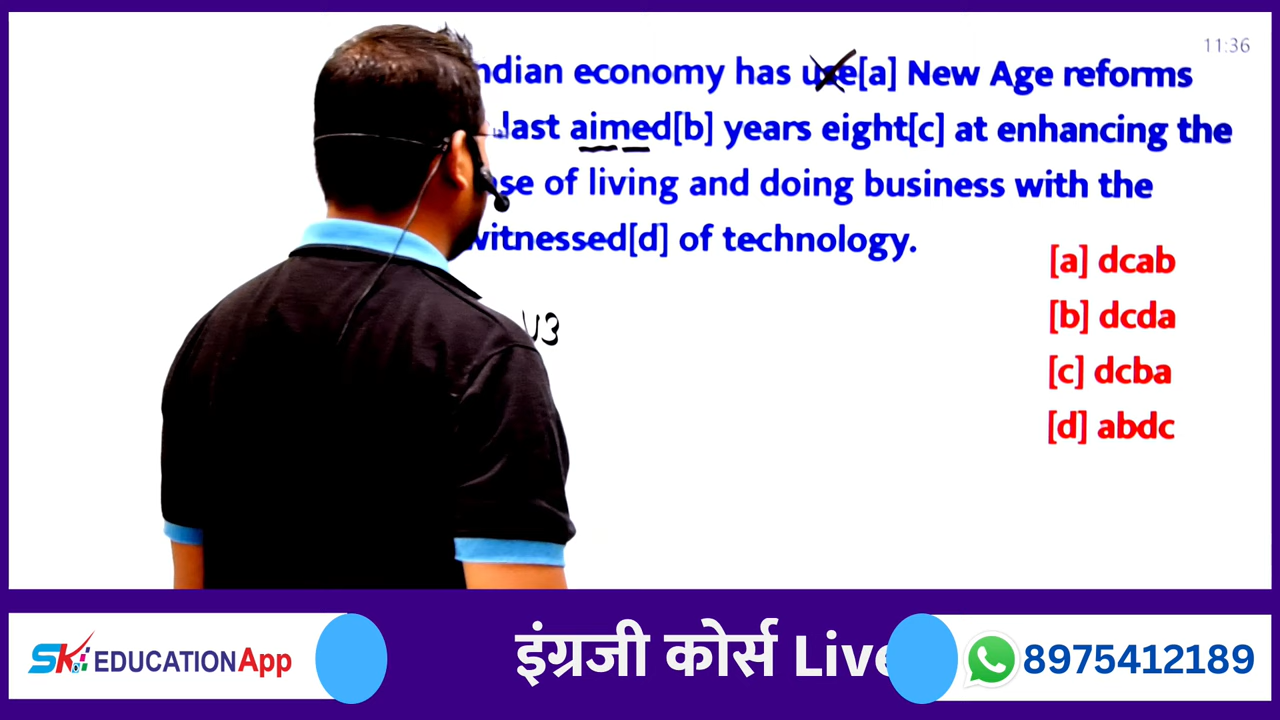 11:36
ndian economy has use[a] New Age reforms
last aimed[b] years eight[c] at enhancing the
se of living and doing business with the
witnessed[d] of technology.
[a] dcab
[b] dcda
[c] dcba
[d] abdc
V3
SK EDUCATIONApp
इंग्रजी कोर्स Live
8975412189